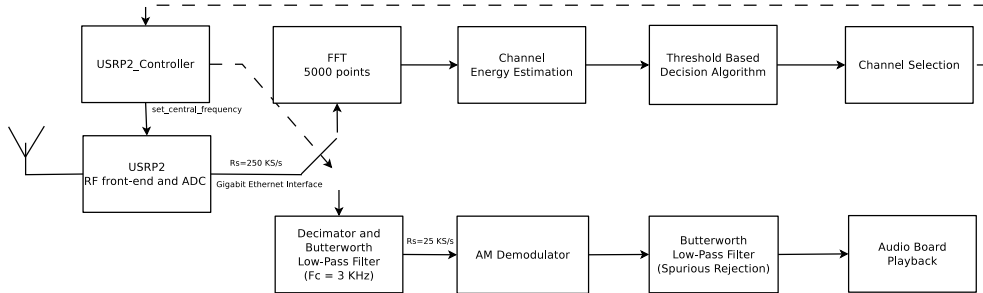 USRP2_Controller
FFT
5000 points
Channel
Energy Estimation
Threshold Based
Decision Algorithm
Channel Selection
set_central_frequency
USRP2
RF front-end and ADC
Rs=250 KS/s
Gigabit Ethernet Interface
Decimator and
Butterworth
Low-Pass Filter
(Fc = 3 KHz)
Rs=25 KS/s
AM Demodulator
Butterworth
Low-Pass Filter
(Spurious Rejection)
Audio Board
Playback